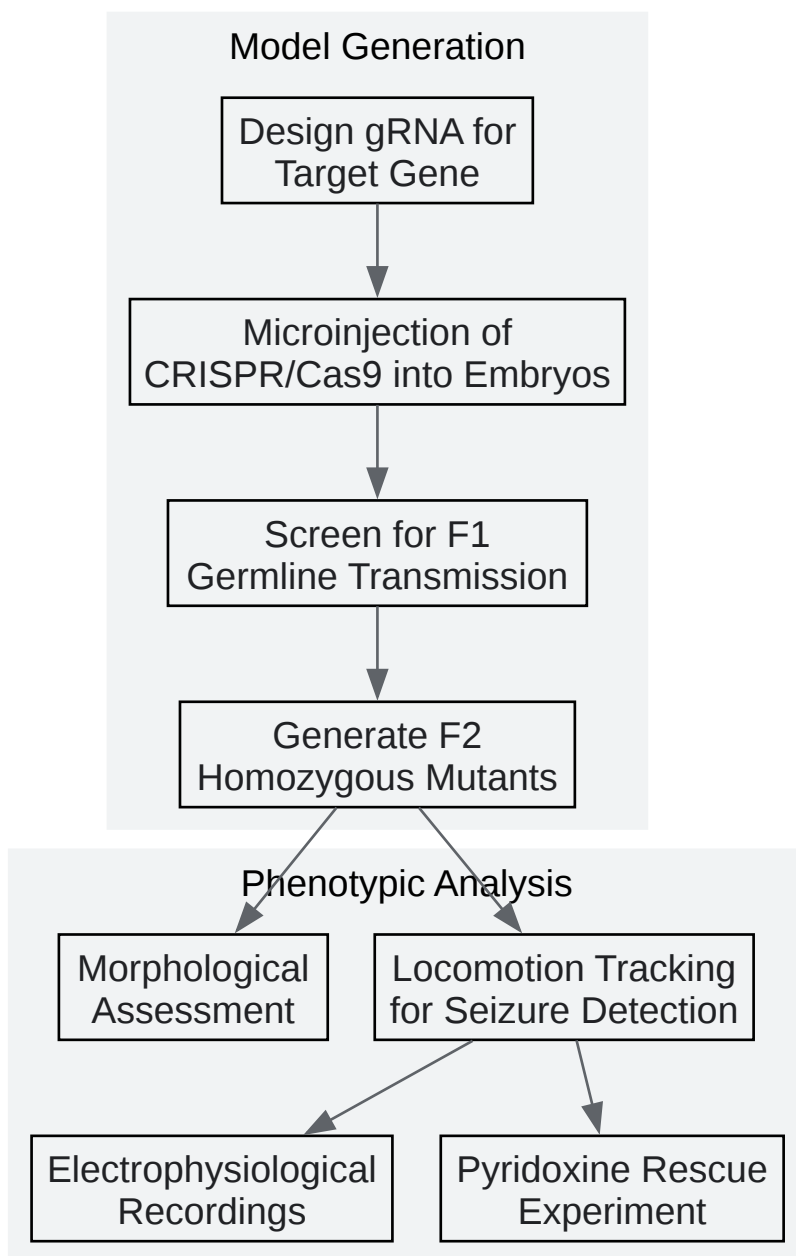 Model Generation
Design gRNA for
Target Gene
Microinjection of
CRISPR/Cas9 into Embryos
Screen for F1
Germline Transmission
Generate F2
Homozygous Mutants
Phenotypic Analysis
Morphological
Assessment
Locomotion Tracking
for Seizure Detection
Electrophysiological
Recordings
Pyridoxine Rescue
Experiment